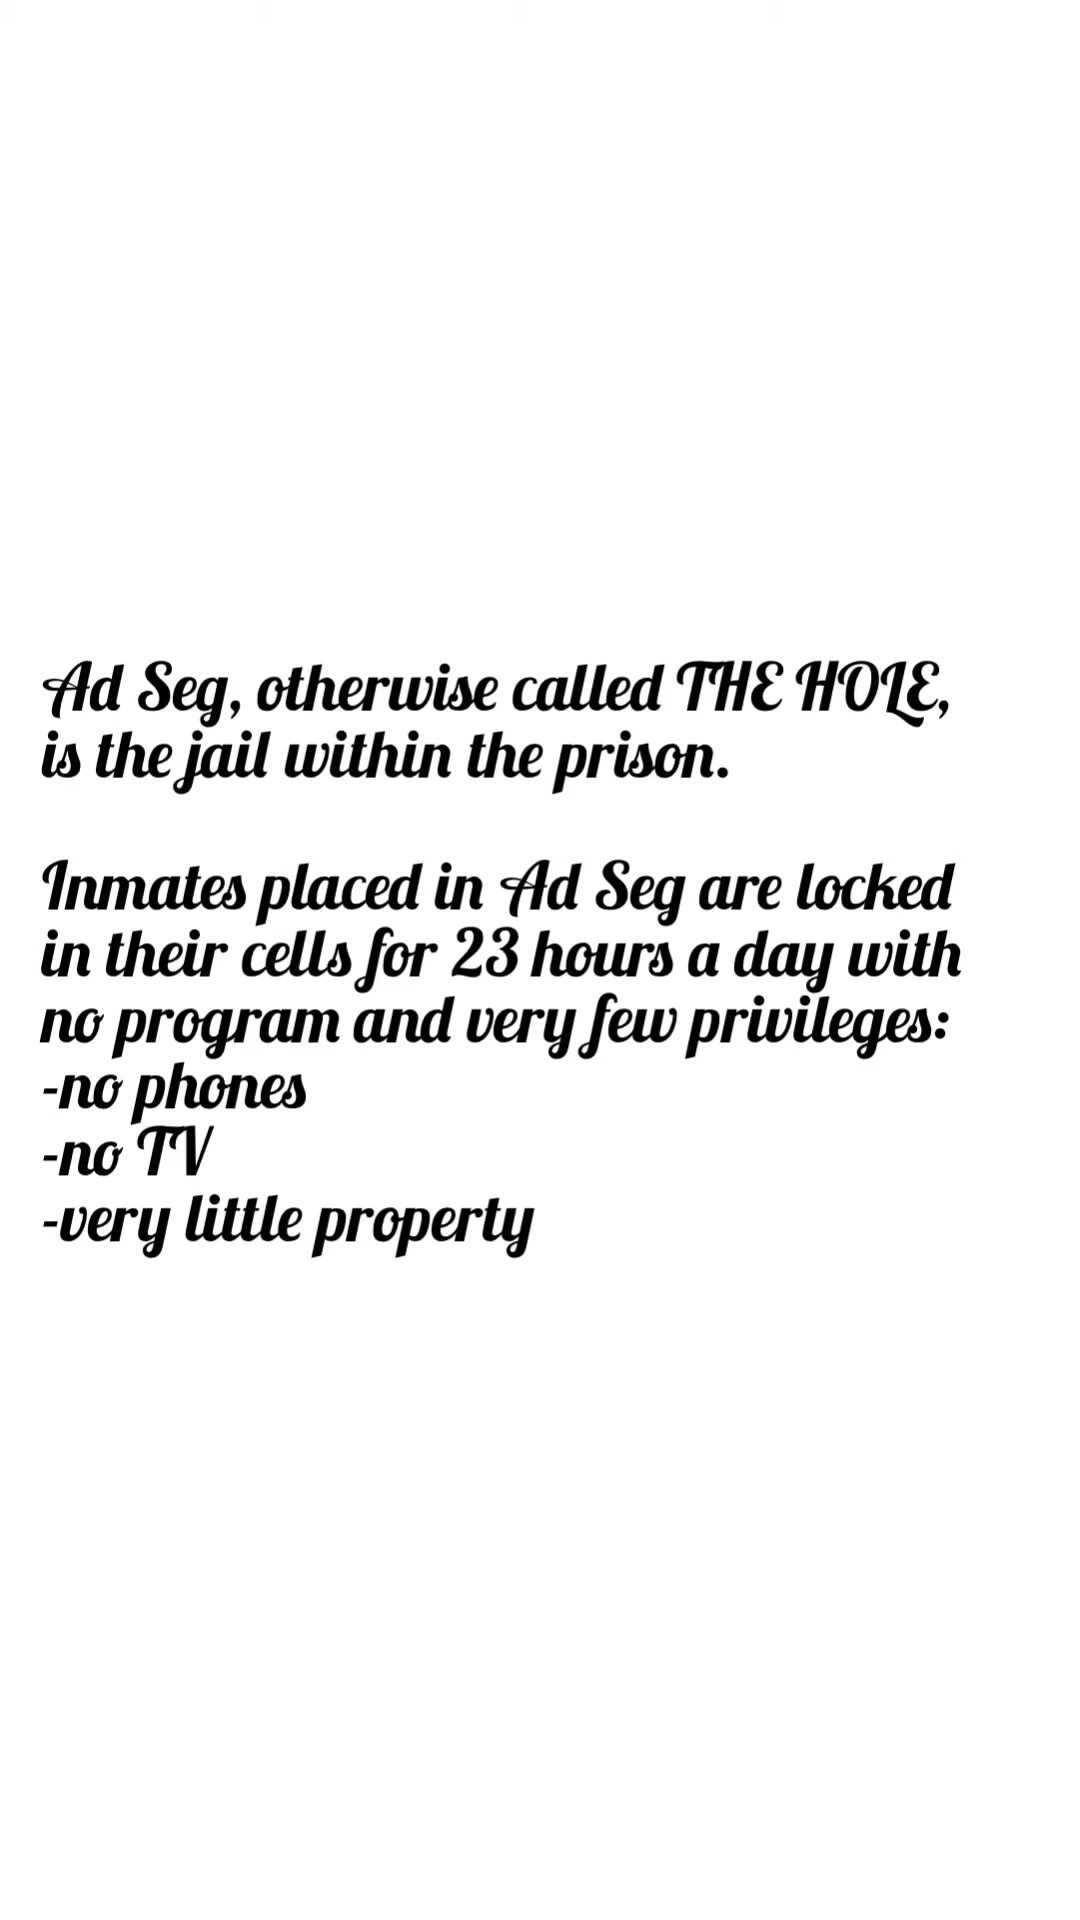 Ad Seg, otherwise called THE HOLE,
is the jail within the prison.
Inmates placed in Ad Seg are locked
in their cells for 23 hours a day with
no program and very few privileges:
-no phones
-no TV
-very little property